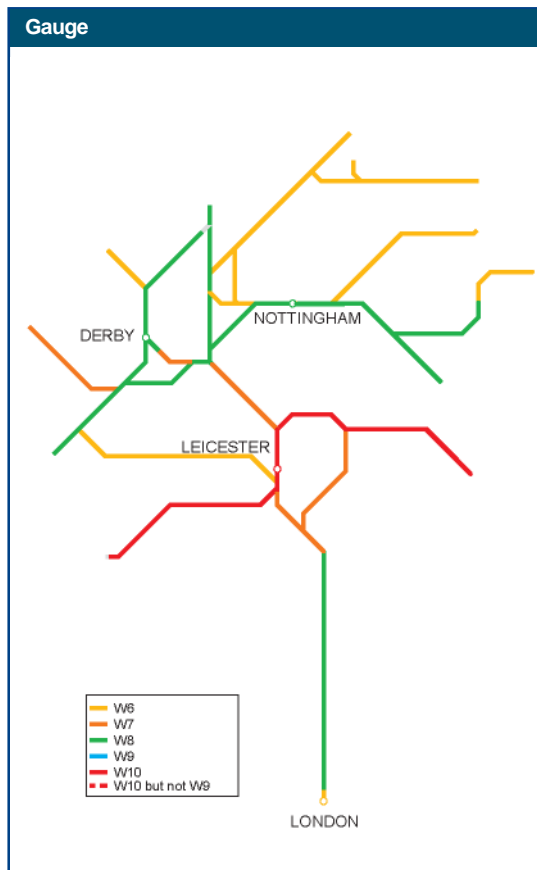 Gauge
DERBY
NOTTINGHAM
LEICESTER
W6
W7
W8
W9
W10
W10 but not W9
LONDON